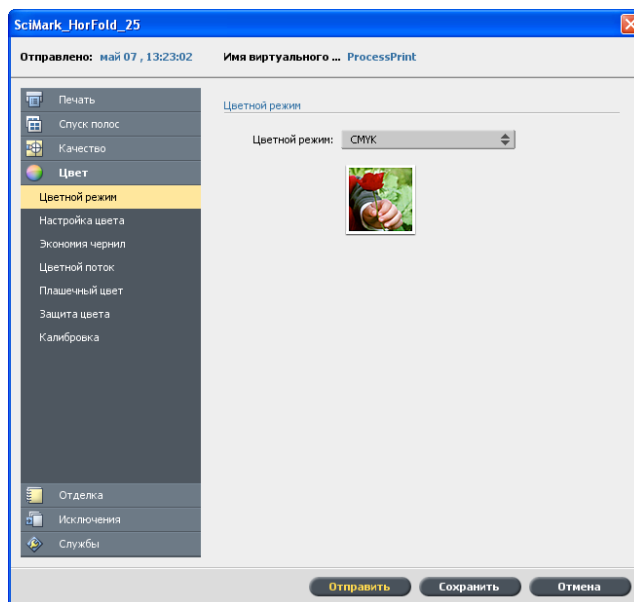 SciMark_HorFold_25
Отправлено: май 07 , 13:23:02 Имя виртуального ... ProcessPrint
Печать
Спуск полос
Качество
Цвет
Цветной режим
Настройка цвета
Экономия чернил
Цветной поток
Плашечный цвет
Защита цвета
Калибровка
Отделка
Исключения
Службы
Цветной режим
Цветной режим: CMYK
Отправить Сохранить Отмена